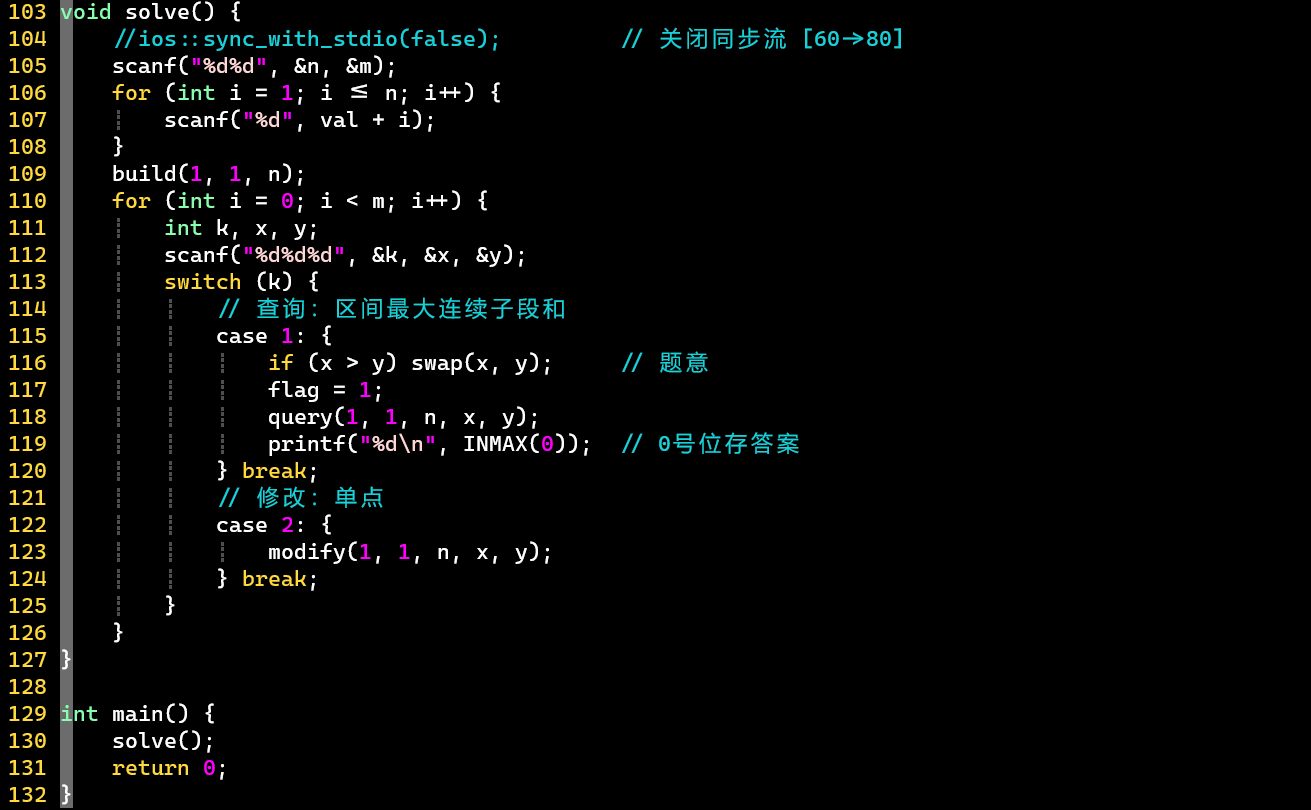 103 void solve() {
104     //ios::sync_with_stdio(false);         // 关闭同步流 [60->80]
105     scanf("%d%d", &n, &m);
106     for (int i = 1; i <= n; i++) {
107         scanf("%d", val + i);
108     }
109     build(1, 1, n);
110     for (int i = 0; i < m; i++) {
111         int k, x, y;
112         scanf("%d%d%d", &k, &x, &y);
113         switch (k) {
114             // 查询: 区间最大连续子段和
115             case 1: {
116                 if (x > y) swap(x, y);     // 题意
117                 flag = 1;
118                 query(1, 1, n, x, y);
119                 printf("%d\n", INMAX(0));  // 0号位存答案
120             } break;
121             // 修改: 单点
122             case 2: {
123                 modify(1, 1, n, x, y);
124             } break;
125         }
126     }
127 }
128
129 int main() {
130     solve();
131     return 0;
132 }